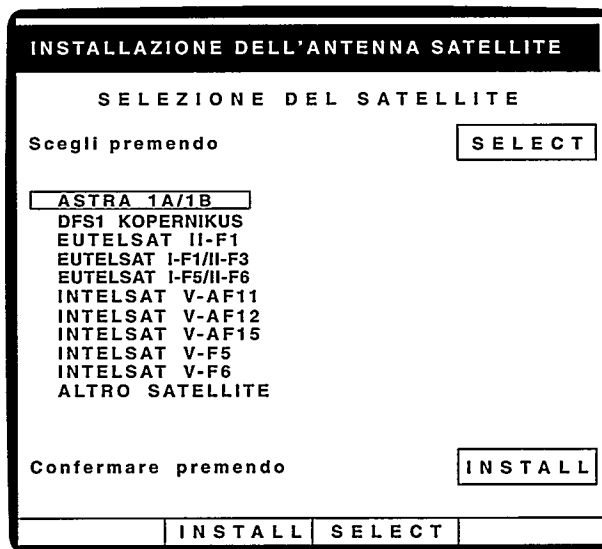 INSTALLAZIONE DELL'ANTENNA SATELLITE
SELEZIONE DEL SATELLITE
Scegli premendo SELECT
ASTRA 1A/1B
DFS1 KOPERNIKUS
EUTELSAT II-F1
EUTELSAT I-F1/II-F3
EUTELSAT I-F5/II-F6
INTELSAT V-AF11
INTELSAT V-AF12
INTELSAT V-AF15
INTELSAT V-F5
INTELSAT V-F6
ALTRO SATELLITE
Confermare premendo INSTALL
INSTALL SELECT